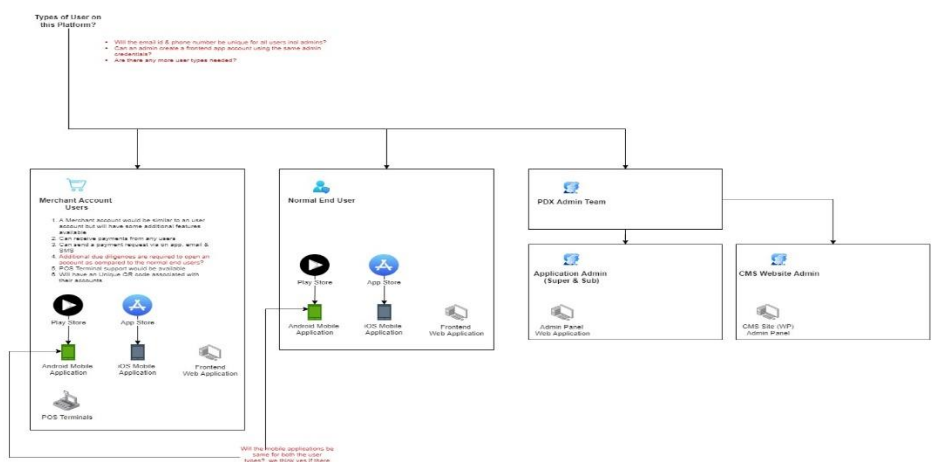 Types of User on
this Platform?
Will the email id & phone number be unique for all users incl admins?
Can an admin create a frontend app account using the same admin
credentials?
Are there any more user types needed?
Merchant Account
Users
1. A Merchant account would be similar to an user
account but will have some additional features
available
2. Can receive payments from any users
3. Can send a payment request via on app, email &
SMS
4. Additional due diligences are required to open an
account as compared to the normal end users?
5. POS Terminal support would be available
6. Will have an Unique QR code associated with
their accounts
Play Store
App Store
Android Mobile
Application
iOS Mobile
Application
Frontend
Web Application
POS Terminals
Normal End User
Play Store
App Store
Android Mobile
Application
iOS Mobile
Application
Frontend
Web Application
PDX Admin Team
Application Admin
(Super & Sub)
Admin Panel
Web Application
CMS Website Admin
CMS Site (WP)
Admin Panel
Will the mobile applications be
same for both the user
types? we think yes if there